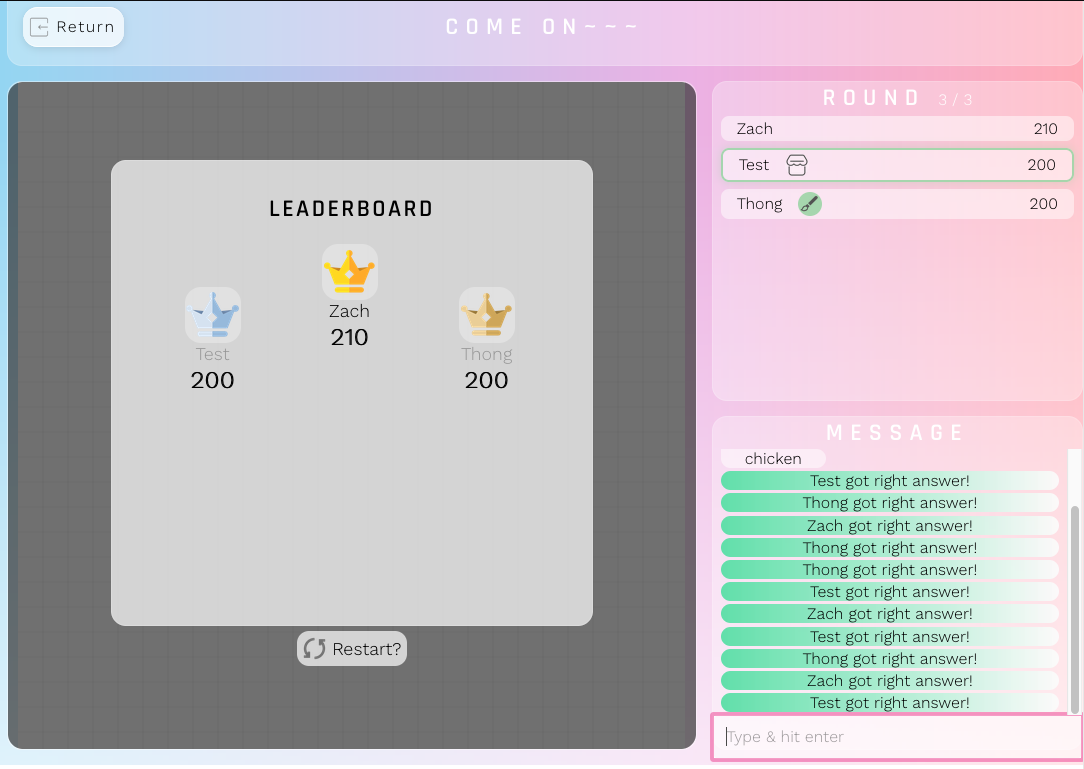 Return
COME ON~~~
LEADERBOARD
Zach
210
Test
200
Thong
200
Restart?
ROUND 3/3
Zach 210
Test 200
Thong 200
MESSAGE
chicken
Test got right answer!
Thong got right answer!
Zach got right answer!
Thong got right answer!
Thong got right answer!
Test got right answer!
Zach got right answer!
Test got right answer!
Thong got right answer!
Zach got right answer!
Test got right answer!
Type & hit enter